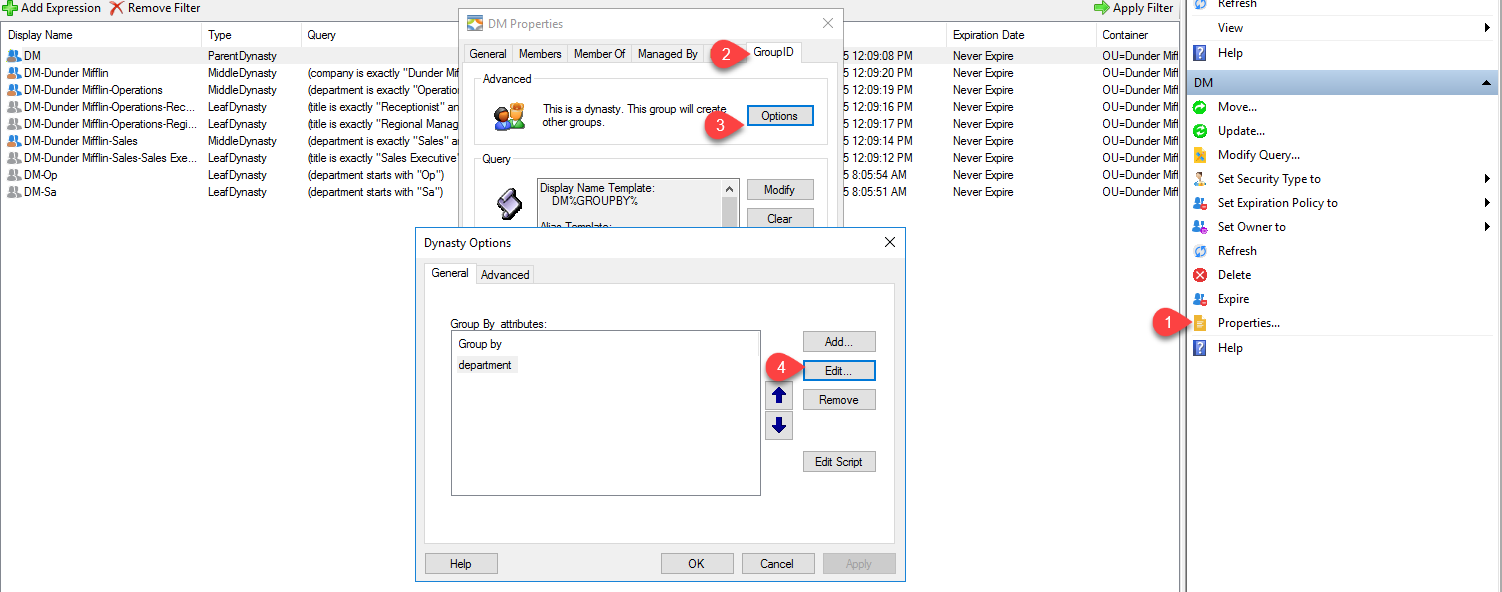 Add Expression Remove Filter Apply Filter
Display Name Type Query Expiration Date Container
DM ParentDynasty 5 12:09:08 PM Never Expire OU=Dunder Miff
DM-Dunder Mifflin MiddleDynasty (company is exactly "Dunder Mif 5 12:09:20 PM Never Expire OU=Dunder Miff
DM-Dunder Mifflin-Operations MiddleDynasty (department is exactly "Operatio 5 12:09:19 PM Never Expire OU=Dunder Miff
DM-Dunder Mifflin-Operations-Rec... LeafDynasty (title is exactly "Receptionist" an 5 12:09:16 PM Never Expire OU=Dunder Miff
DM-Dunder Mifflin-Operations-Regi... LeafDynasty (title is exactly "Regional Manag 5 12:09:17 PM Never Expire OU=Dunder Miff
DM-Dunder Mifflin-Sales MiddleDynasty (department is exactly "Sales" a 5 12:09:14 PM Never Expire OU=Dunder Miff
DM-Dunder Mifflin-Sales-Sales Exe... LeafDynasty (title is exactly "Sales Executive" 5 12:09:12 PM Never Expire OU=Dunder Miff
DM-Op LeafDynasty (department starts with "Op") 5 8:05:54 AM Never Expire OU=Dunder Miff
DM-Sa LeafDynasty (department starts with "Sa") 5 8:05:51 AM Never Expire OU=Dunder Miff
DM Properties
General Members Member Of Managed By 2 GroupID
Advanced
This is a dynasty. This group will create
other groups.
3 Options
Query
Display Name Template:
DM%GROUPBY%
Alias Template:
Modify
Clear
Dynasty Options
General Advanced
Group By attributes:
Group by
department
Add...
4 Edit...
Remove
Edit Script
Help OK Cancel Apply
Refresh
View
Help
DM
Move...
Update...
Modify Query...
Set Security Type to
Set Expiration Policy to
Set Owner to
Refresh
Delete
Expire
1 Properties...
Help